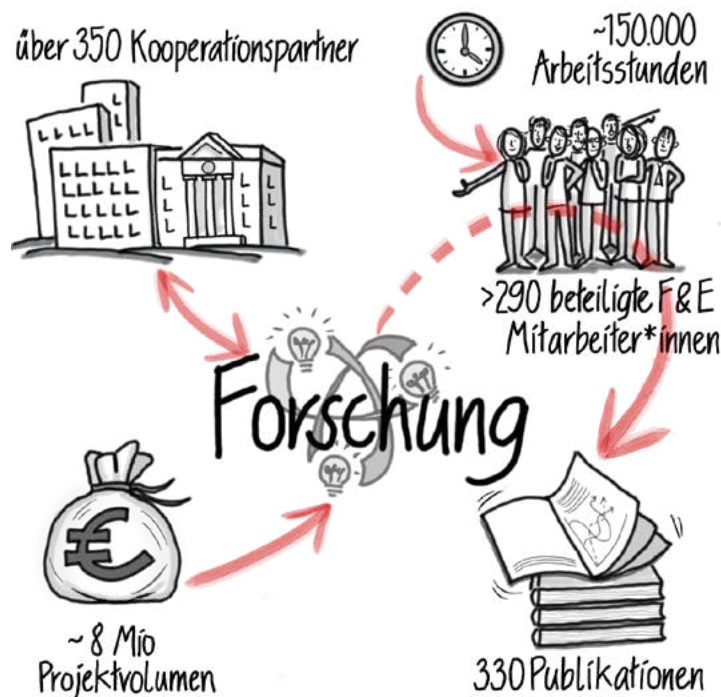 über 350 Kooperationspartner
~150.000
Arbeitsstunden
>290 beteiligte F & E
Mitarbeiter*innen
Forschung
~ 8 Mio
Projektvolumen
330 Publikationen